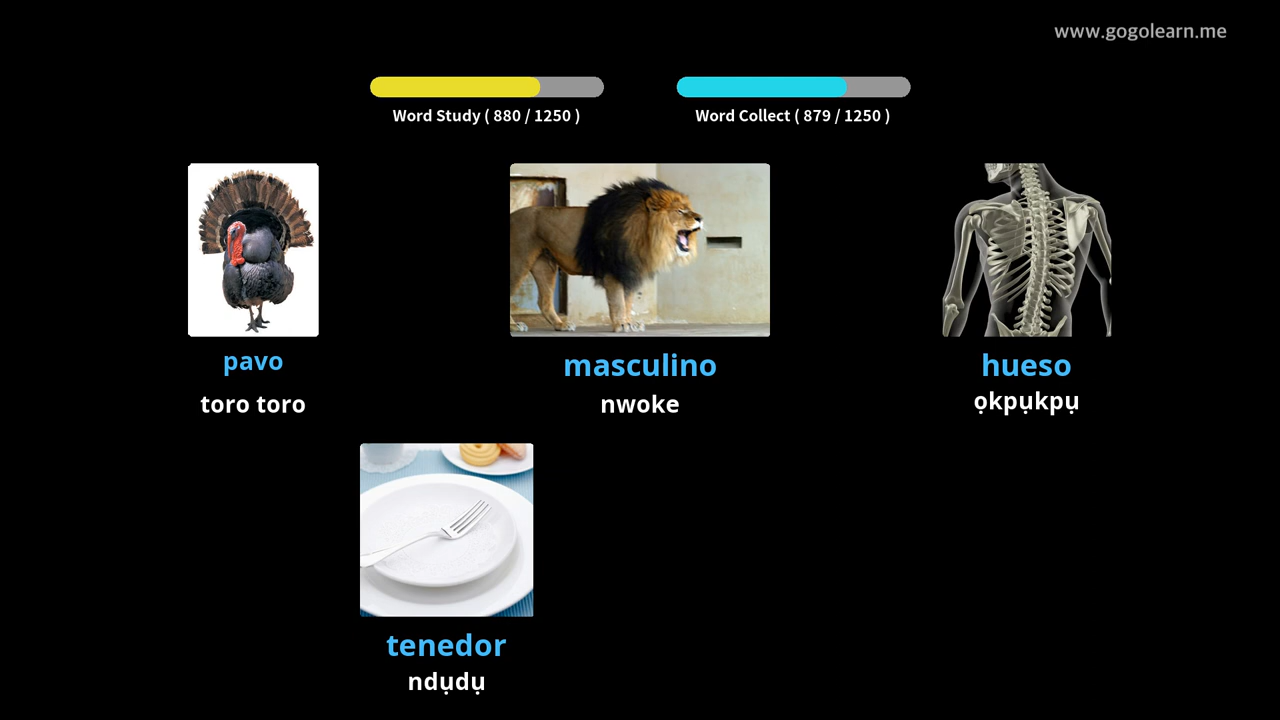 www.gogolearn.me
Word Study ( 880 / 1250 )
Word Collect ( 879 / 1250 )
pavo
toro toro
masculino
nwoke
hueso
ọkpụkpụ
tenedor
ndụdụ